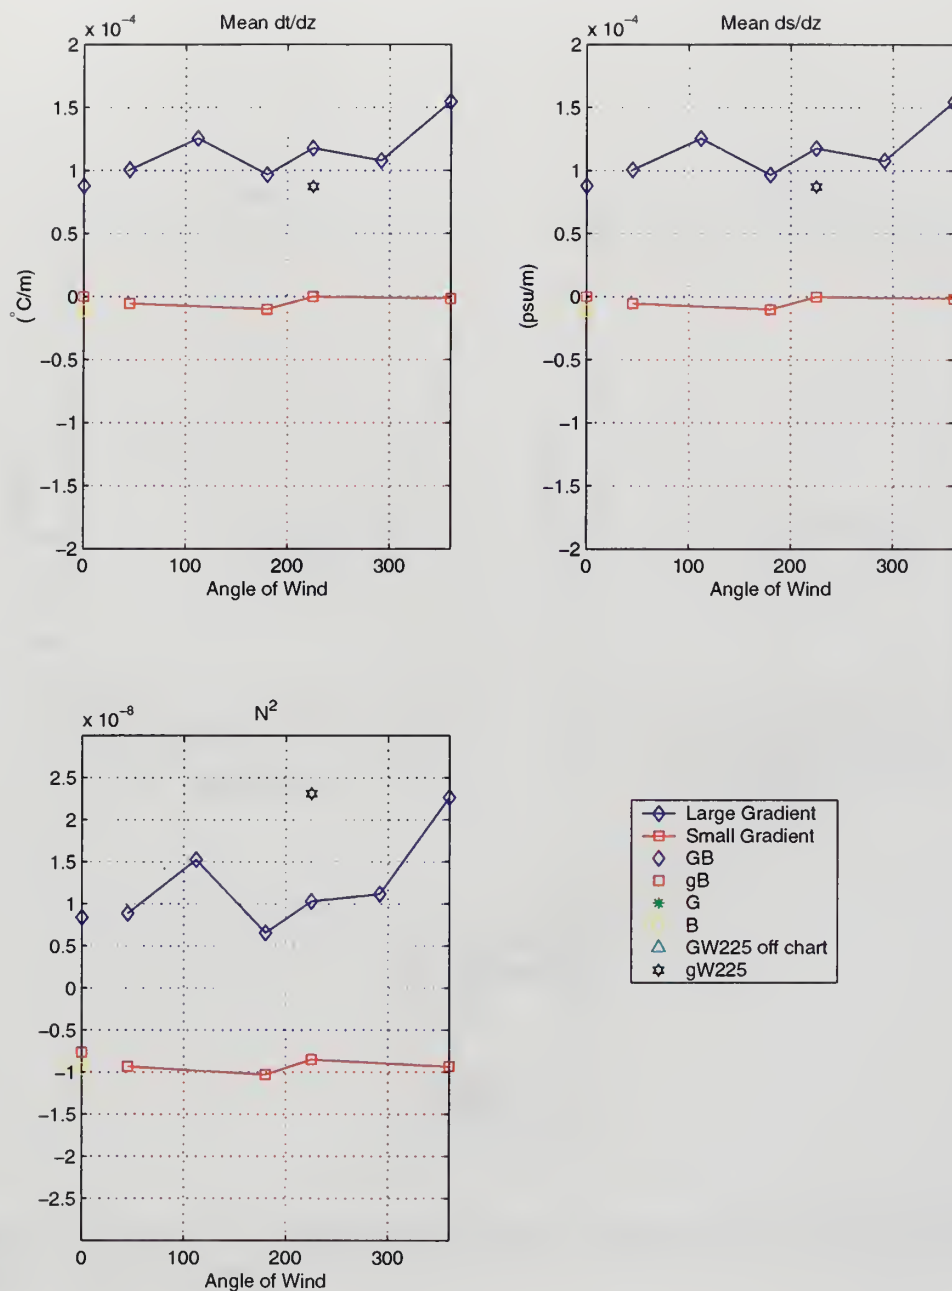 Mean dt/dz
x 10⁻⁴
2
1.5
1
0.5
0
−0.5
−1
−1.5
−2
(°C/m)
0 100 200 300
Angle of Wind
Mean ds/dz
x 10⁻⁴
2
1.5
1
0.5
0
−0.5
−1
−1.5
−2
(psu/m)
0 100 200 300
Angle of Wind
N²
x 10⁻⁸
2.5
2
1.5
1
0.5
0
−0.5
−1
−1.5
−2
−2.5
0 100 200 300
Angle of Wind
Large Gradient
Small Gradient
GB
gB
G
B
GW225 off chart
gW225